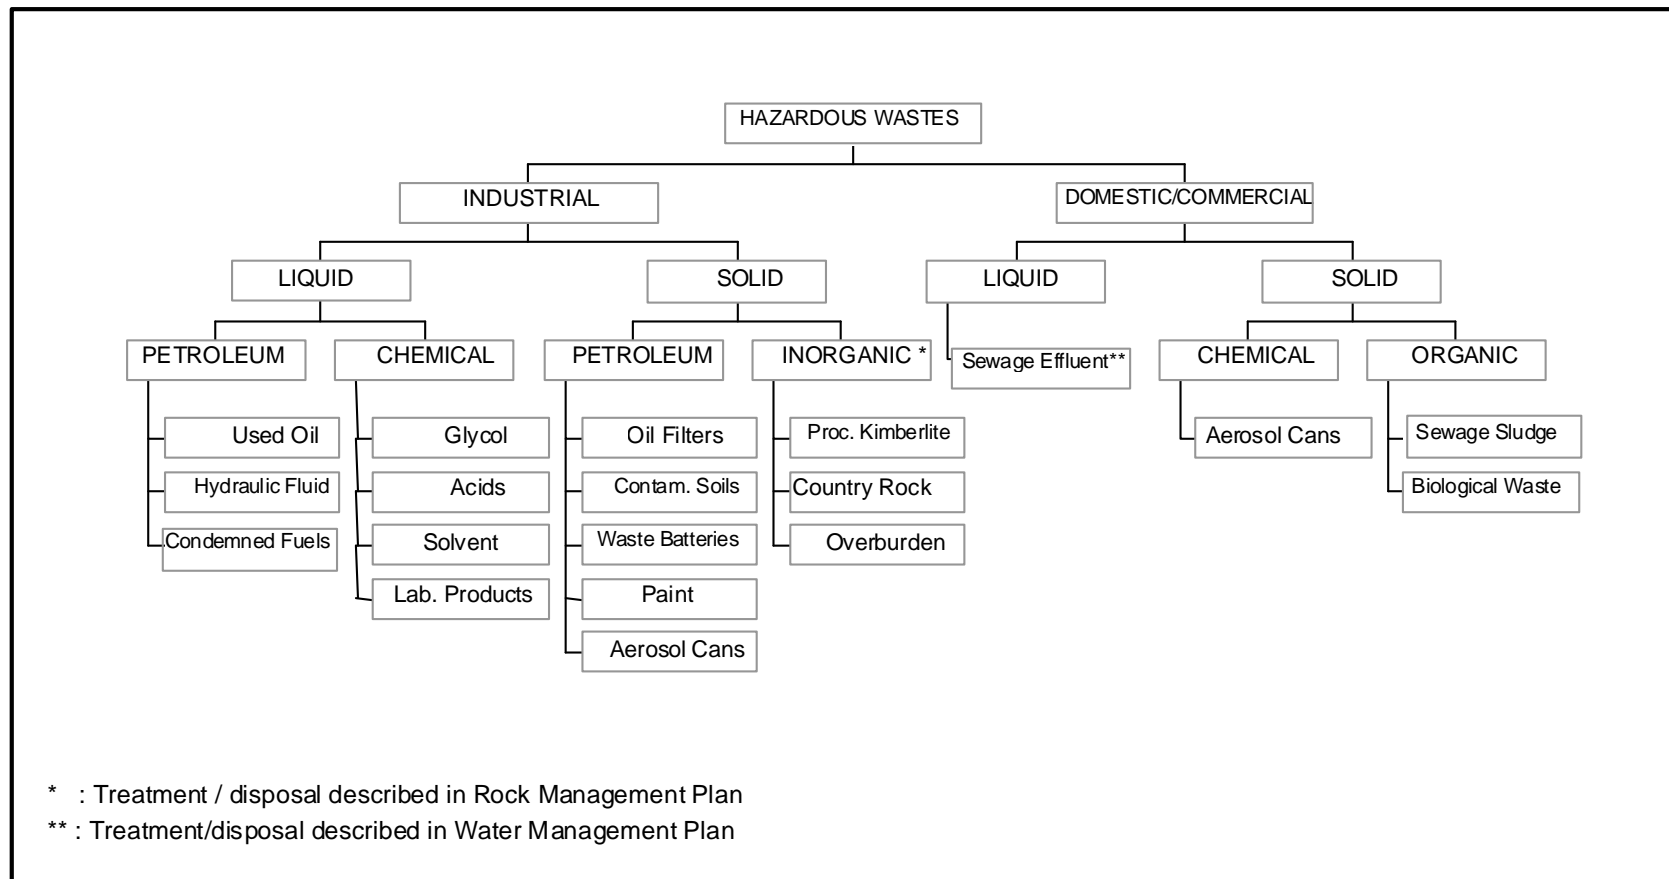 HAZARDOUS WASTES
INDUSTRIAL
DOMESTIC/COMMERCIAL
LIQUID
SOLID
LIQUID
SOLID
PETROLEUM
CHEMICAL
PETROLEUM
INORGANIC *
Sewage Effluent**
CHEMICAL
ORGANIC
Used Oil
Glycol
Oil Filters
Proc. Kimberlite
Aerosol Cans
Sewage Sludge
Hydraulic Fluid
Acids
Contam. Soils
Country Rock
Biological Waste
Condemned Fuels
Solvent
Waste Batteries
Overburden
Lab. Products
Paint
Aerosol Cans
* : Treatment / disposal described in Rock Management Plan
** : Treatment/disposal described in Water Management Plan